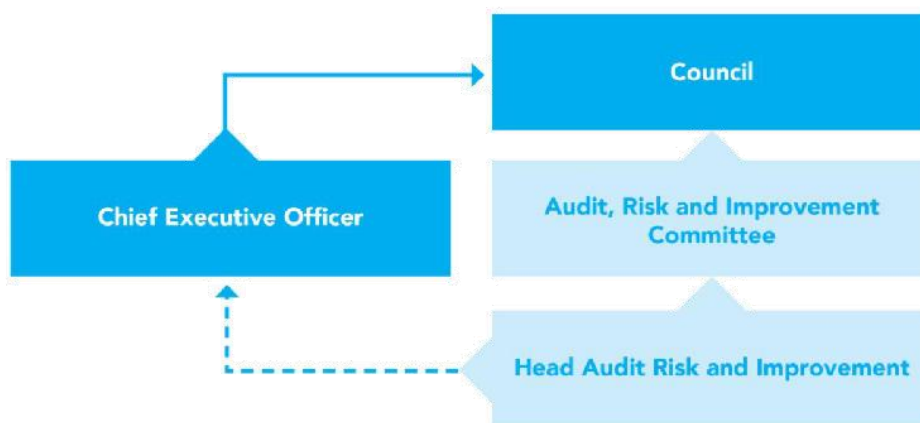 Council
Chief Executive Officer
Audit, Risk and Improvement
Committee
Head Audit Risk and Improvement